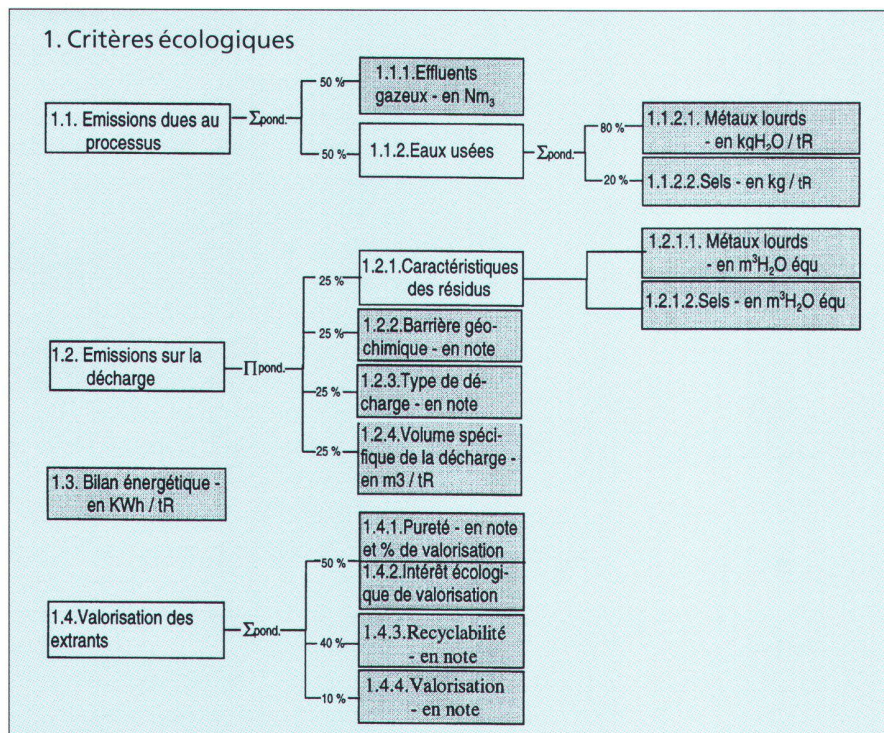 1. Critères écologiques
50 %
1.1.1.Effluents
gazeux - en Nm₃
1.1. Emissions dues au
processus
Σpond.
50 %
1.1.2.Eaux usées
Σpond.
80 %
1.1.2.1. Métaux lourds
- en kgH₂O / tR
20 %
1.1.2.2.Sels - en kg / tR
1.2. Emissions sur la
décharge
Πpond.
25 %
1.2.1.Caractéristiques
des résidus
1.2.1.1. Métaux lourds
- en m³H₂O équ
1.2.1.2.Sels - en m³H₂O équ
25 %
1.2.2.Barrière géo-
chimique - en note
25 %
1.2.3.Type de dé-
charge - en note
25 %
1.2.4.Volume spéci-
fique de la décharge -
en m3 / tR
1.3. Bilan énergétique -
en KWh / tR
1.4.Valorisation des
extrants
Σpond.
50 %
1.4.1.Pureté - en note
et % de valorisation
1.4.2.Intérêt écologi-
que de valorisation
40 %
1.4.3.Recyclabilité
- en note
10 %
1.4.4.Valorisation
- en note